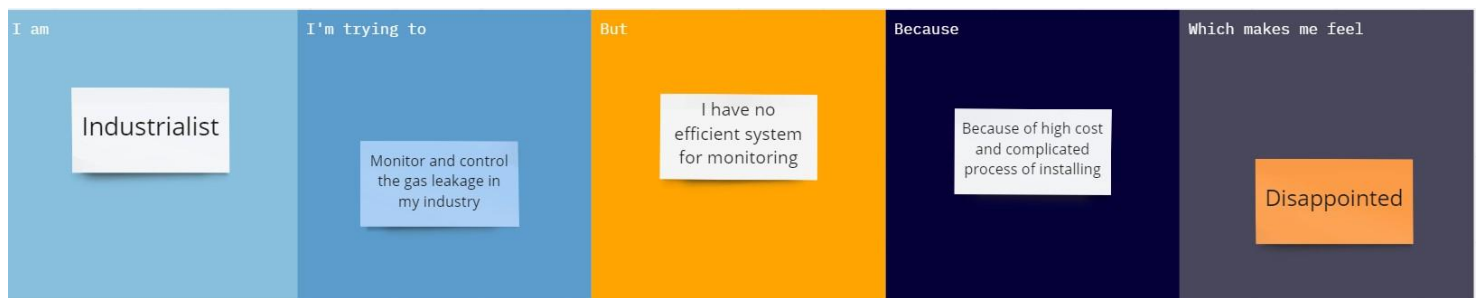 I am
Industrialist
I'm trying to
Monitor and control
the gas leakage in
my industry
But
I have no
efficient system
for monitoring
Because
Because of high cost
and complicated
process of installing
Which makes me feel
Disappointed